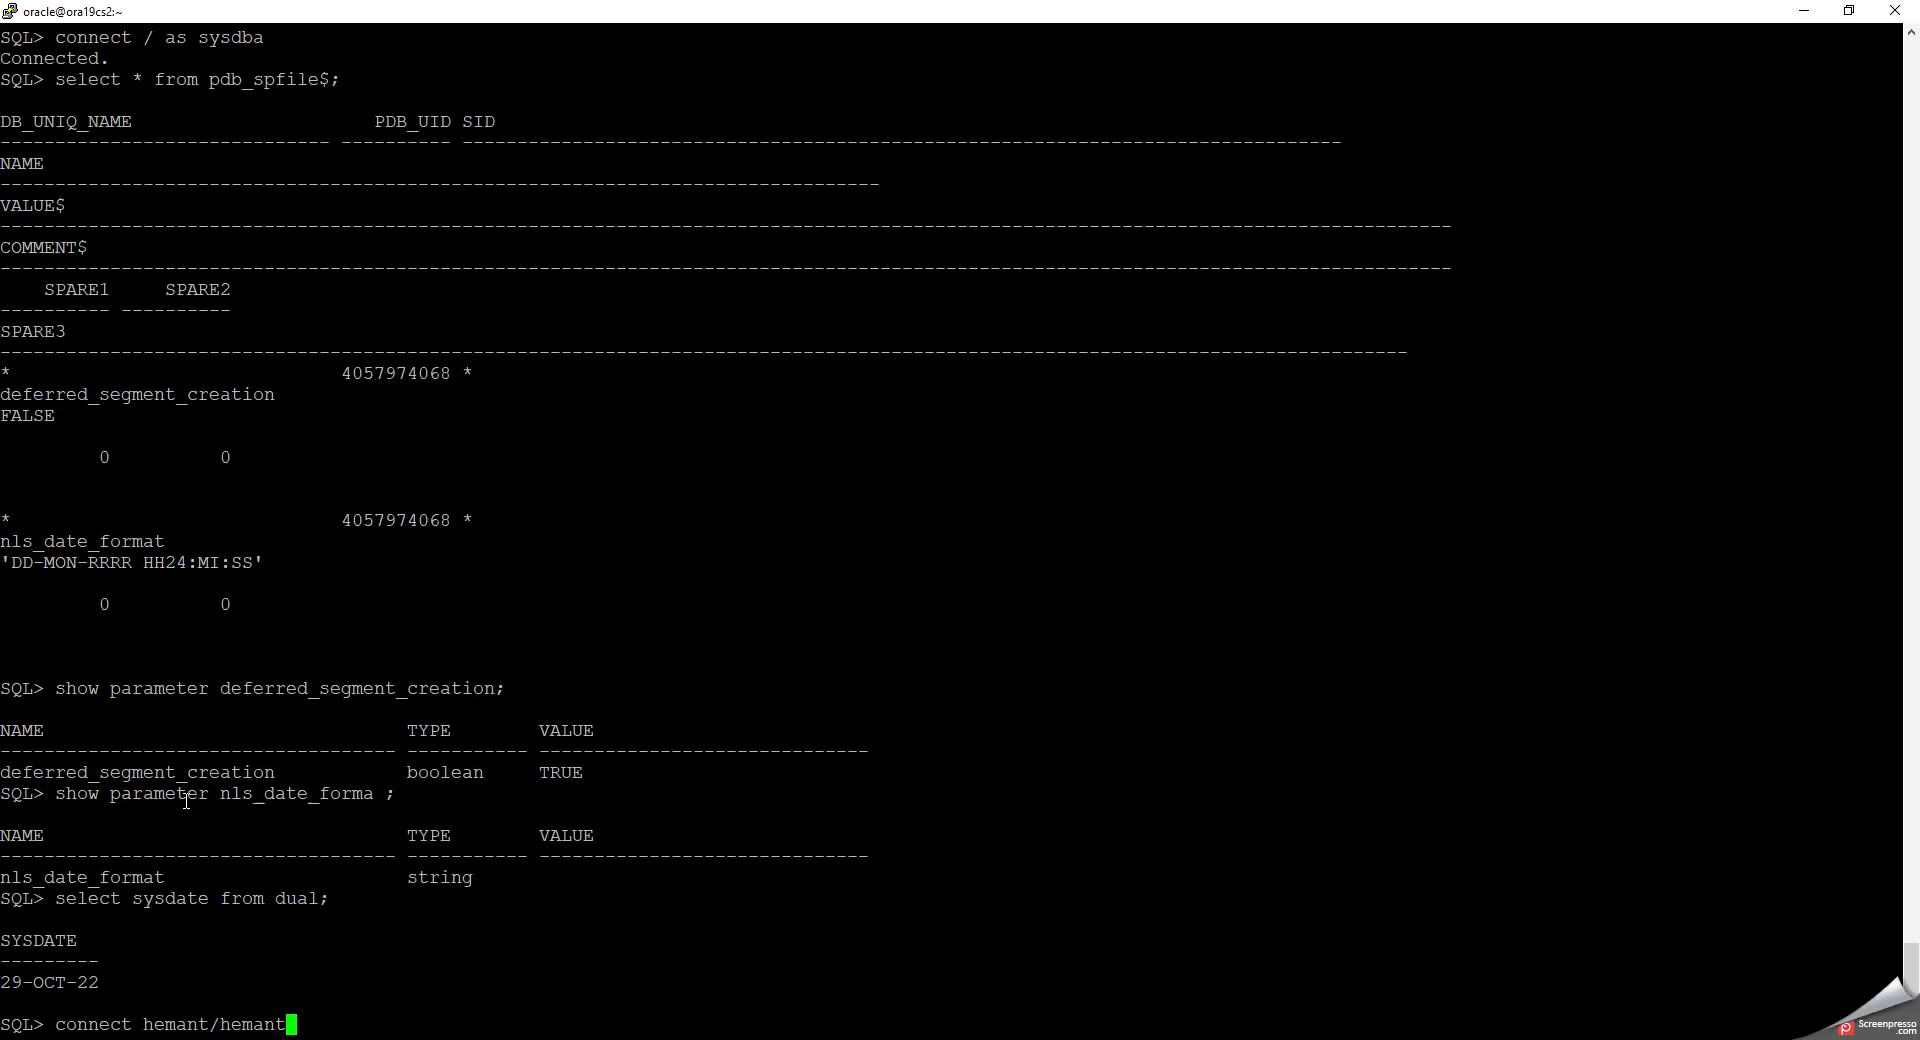 oracle@ora19cs2:~
SQL> connect / as sysdba
Connected.
SQL> select * from pdb_spfile$;
DB_UNIQ_NAME                      PDB_UID SID
------------------------------ ---------- --------------------------------------------------------------------------------
NAME
--------------------------------------------------------------------------------
VALUE$
------------------------------------------------------------------------------------------------------------------------------------
COMMENT$
------------------------------------------------------------------------------------------------------------------------------------
    SPARE1     SPARE2
---------- ----------
SPARE3
--------------------------------------------------------------------------------------------------------------------------------
*                              4057974068 *
deferred_segment_creation
FALSE
         0          0
*                              4057974068 *
nls_date_format
'DD-MON-RRRR HH24:MI:SS'
         0          0
SQL> show parameter deferred_segment_creation;
NAME                                 TYPE        VALUE
------------------------------------ ----------- ------------------------------
deferred_segment_creation            boolean     TRUE
SQL> show parameter nls_date_forma ;
NAME                                 TYPE        VALUE
------------------------------------ ----------- ------------------------------
nls_date_format                      string
SQL> select sysdate from dual;
SYSDATE
---------
29-OCT-22
SQL> connect hemant/hemant
Screenpresso
.com